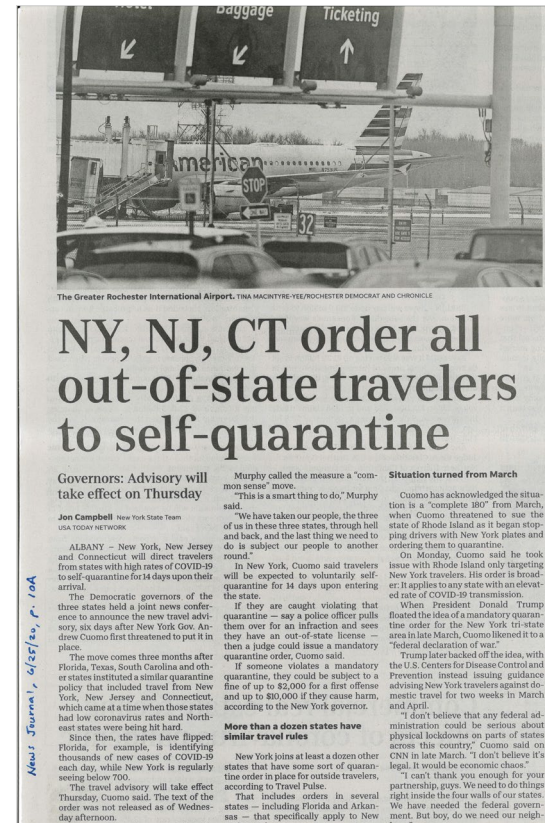 Hotel
Baggage
Ticketing
American
STOP
32
The Greater Rochester International Airport. TINA MACINTYRE-YEE/ROCHESTER DEMOCRAT AND CHRONICLE
NY, NJ, CT order all
out-of-state travelers
to self-quarantine
Governors: Advisory will
take effect on Thursday
Jon Campbell New York State Team
USA TODAY NETWORK
ALBANY – New York, New Jersey
and Connecticut will direct travelers
from states with high rates of COVID-19
to self-quarantine for 14 days upon their
arrival.
The Democratic governors of the
three states held a joint news confer-
ence to announce the new travel advi-
sory, six days after New York Gov. An-
drew Cuomo first threatened to put it in
place.
The move comes three months after
Florida, Texas, South Carolina and oth-
er states instituted a similar quarantine
policy that included travel from New
York, New Jersey and Connecticut,
which came at a time when those states
had low coronavirus rates and North-
east states were being hit hard.
Since then, the rates have flipped:
Florida, for example, is identifying
thousands of new cases of COVID-19
each day, while New York is regularly
seeing below 700.
The travel advisory will take effect
Thursday, Cuomo said. The text of the
order was not released as of Wednes-
day afternoon.
Murphy called the measure a "com-
mon sense" move.
"This is a smart thing to do," Murphy
said.
"We have taken our people, the three
of us in these three states, through hell
and back, and the last thing we need to
do is subject our people to another
round."
In New York, Cuomo said travelers
will be expected to voluntarily self-
quarantine for 14 days upon entering
the state.
If they are caught violating that
quarantine — say a police officer pulls
them over for an infraction and sees
they have an out-of-state license —
then a judge could issue a mandatory
quarantine order, Cuomo said.
If someone violates a mandatory
quarantine, they could be subject to a
fine of up to $2,000 for a first offense
and up to $10,000 if they cause harm,
according to the New York governor.
More than a dozen states have
similar travel rules
New York joins at least a dozen other
states that have some sort of quaran-
tine order in place for outside travelers,
according to Travel Pulse.
That includes orders in several
states — including Florida and Arkan-
sas — that specifically apply to New
Situation turned from March
Cuomo has acknowledged the situa-
tion is a "complete 180" from March,
when Cuomo threatened to sue the
state of Rhode Island as it began stop-
ping drivers with New York plates and
ordering them to quarantine.
On Monday, Cuomo said he took
issue with Rhode Island only targeting
New York travelers. His order is broad-
er: It applies to any state with an elevat-
ed rate of COVID-19 transmission.
When President Donald Trump
floated the idea of a mandatory quaran-
tine order for the New York tri-state
area in late March, Cuomo likened it to a
"federal declaration of war."
Trump later backed off the idea, with
the U.S. Centers for Disease Control and
Prevention instead issuing guidance
advising New York travelers against do-
mestic travel for two weeks in March
and April.
"I don't believe that any federal ad-
ministration could be serious about
physical lockdowns on parts of states
across this country," Cuomo said on
CNN in late March. "I don't believe it's
legal. It would be economic chaos."
"I can't thank you enough for your
partnership, guys. We need to do things
right inside the four walls of our states.
We have needed the federal govern-
ment. But boy, do we need our neigh-
News Journal, 6/25/20, p. 10A